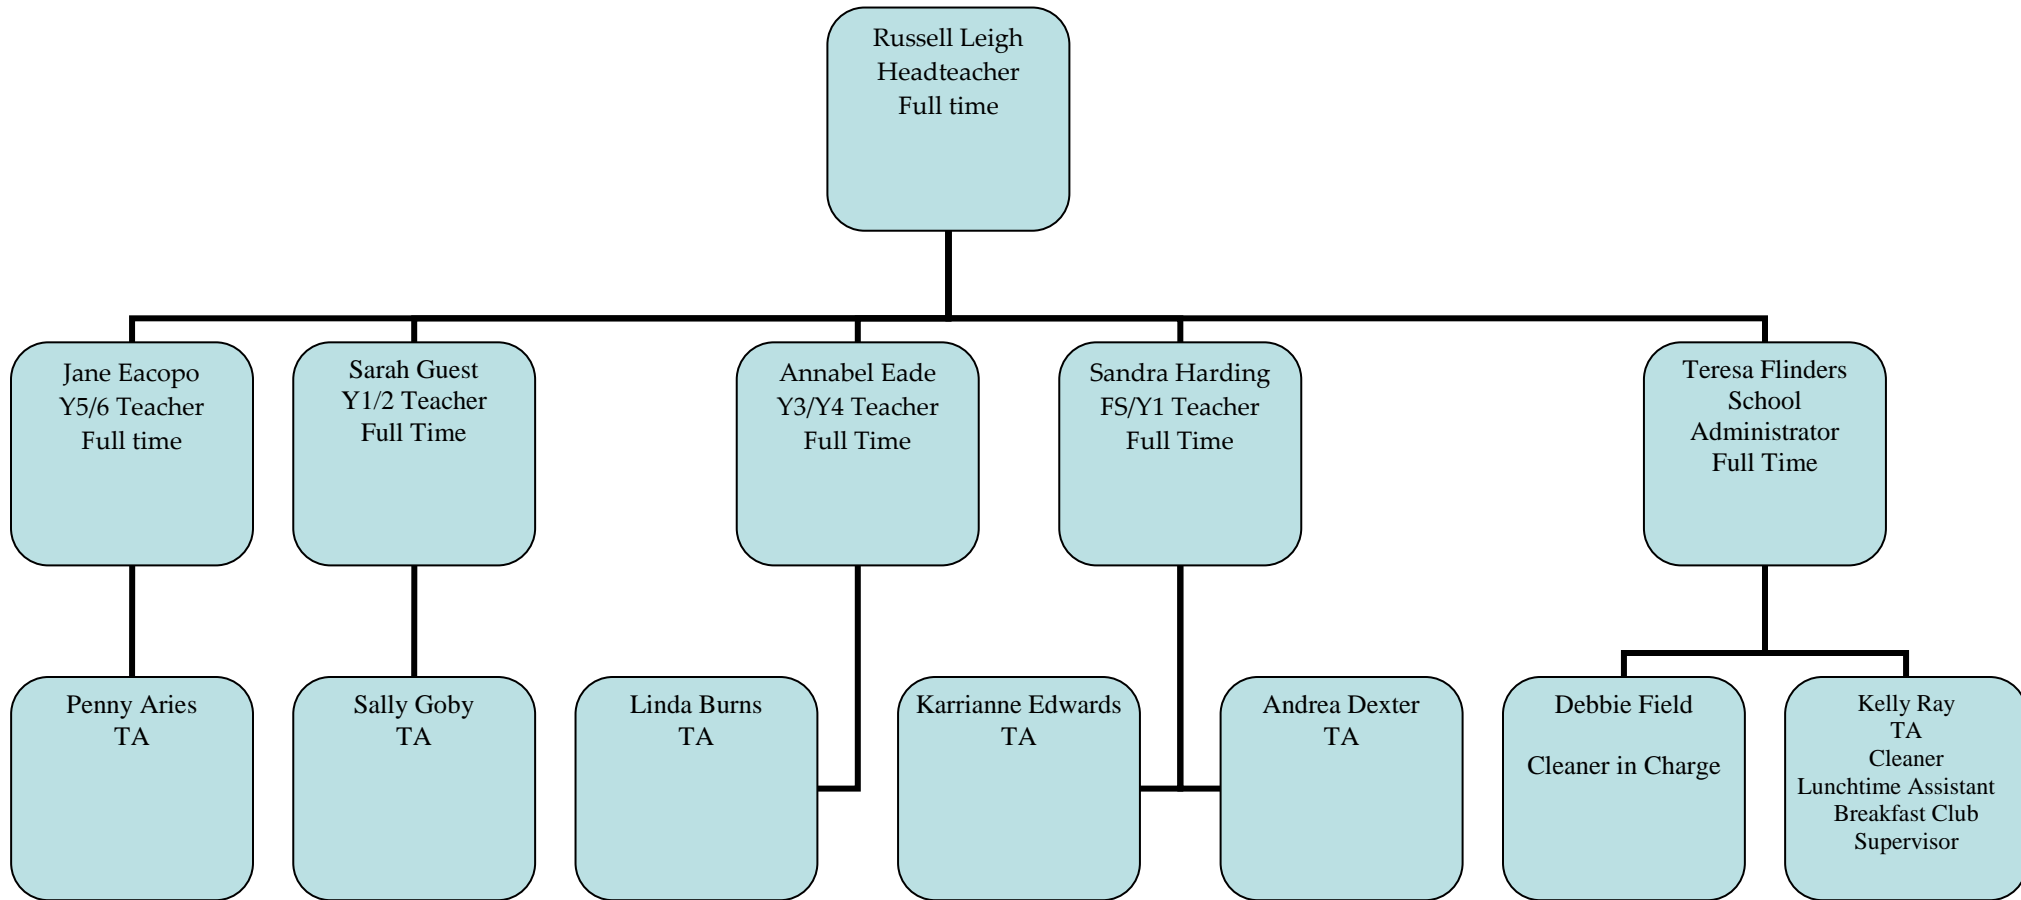 Russell Leigh
Headteacher
Full time
Jane Eacopo
Y5/6 Teacher
Full time
Sarah Guest
Y1/2 Teacher
Full Time
Annabel Eade
Y3/Y4 Teacher
Full Time
Sandra Harding
FS/Y1 Teacher
Full Time
Teresa Flinders
School
Administrator
Full Time
Penny Aries
TA
Sally Goby
TA
Linda Burns
TA
Karrianne Edwards
TA
Andrea Dexter
TA
Debbie Field
Cleaner in Charge
Kelly Ray
TA
Cleaner
Lunchtime Assistant
Breakfast Club
Supervisor